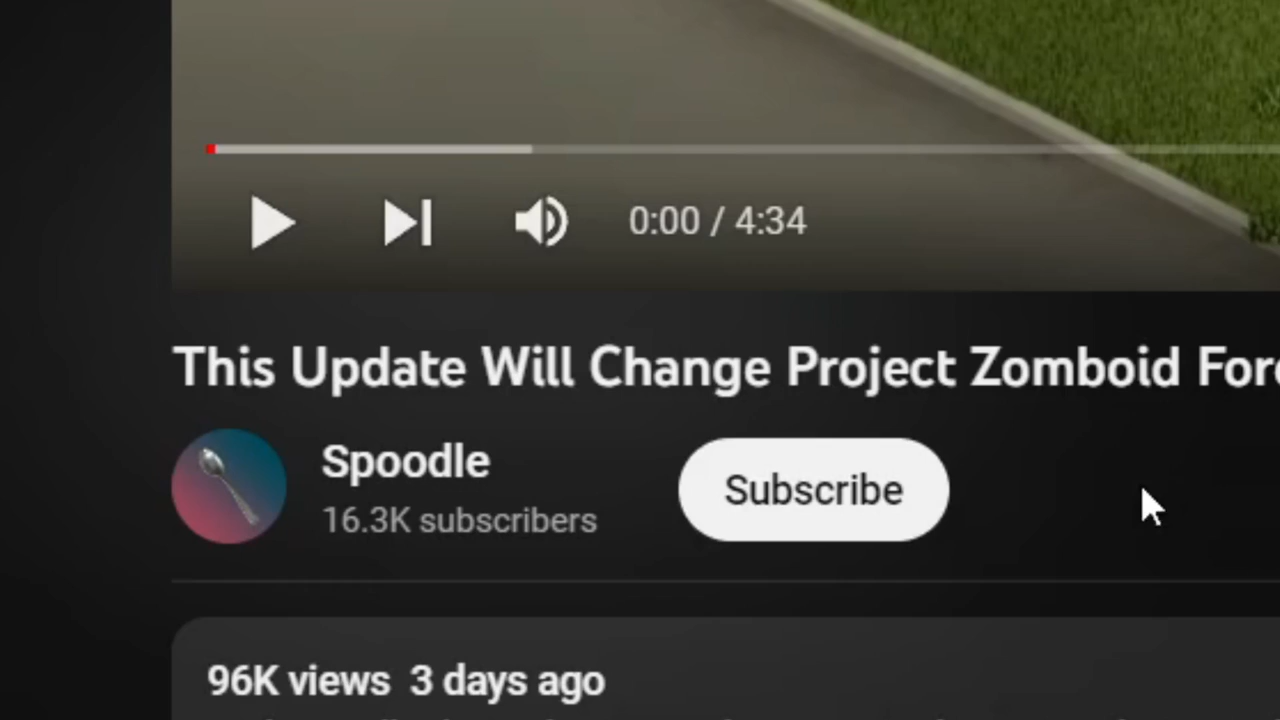 0:00 / 4:34
This Update Will Change Project Zomboid
Spoodle
16.3K subscribers
Subscribe
96K views 3 days ago